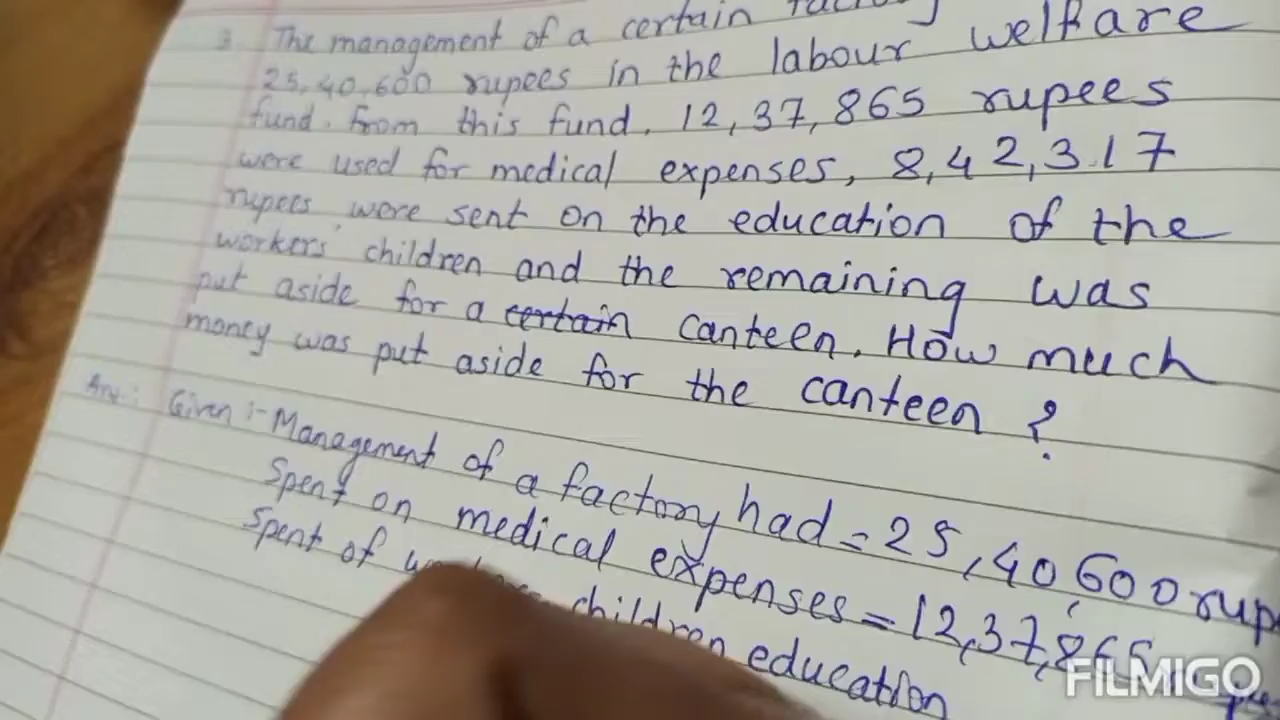 3. The management of a certain factory
25,40,600 rupees in the labour welfare
fund. From this fund, 12,37,865 rupees
were used for medical expenses, 8,42,317
rupees were sent on the education of the
workers' children and the remaining was
put aside for a certain canteen. How much
money was put aside for the canteen ?
Ans.: Given :- Management of a factory had = 25,40,600 rup
Spent on medical expenses = 12,37,865
Spent of children education
FILMIGO